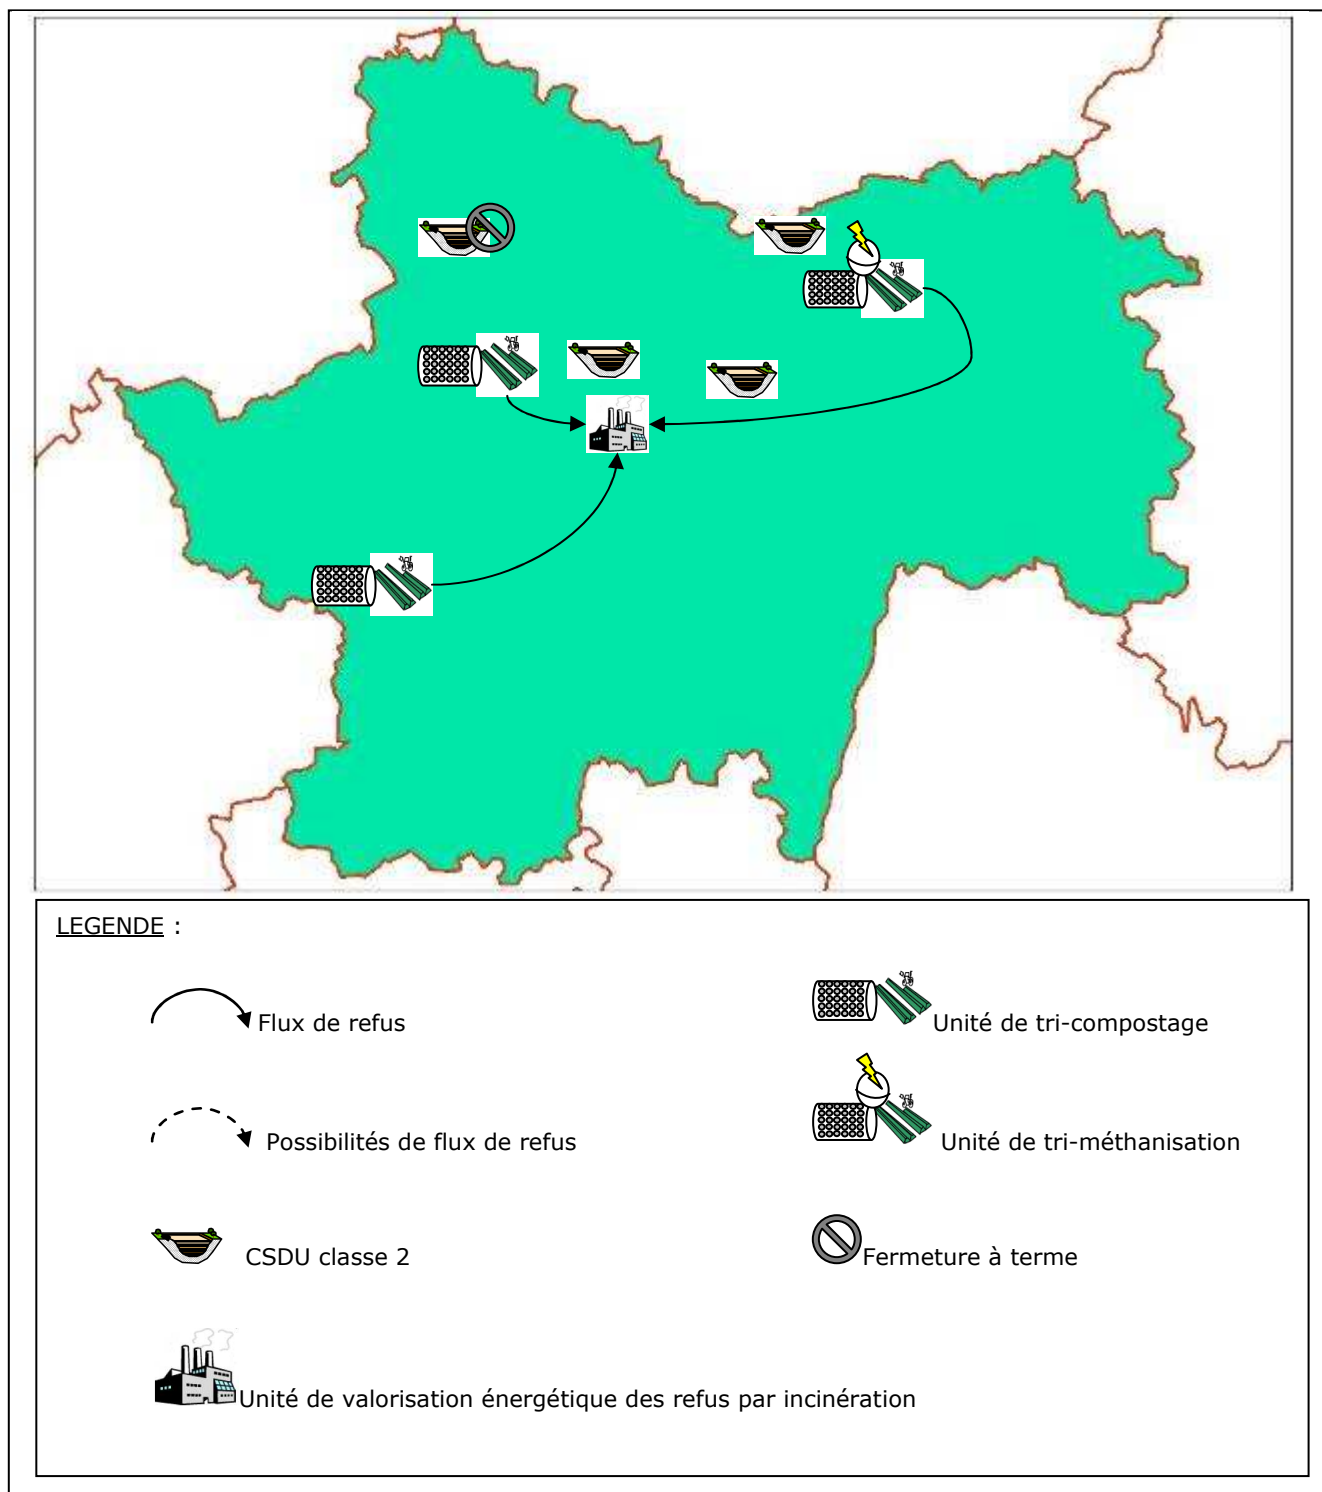 LEGENDE :
Flux de refus
Unité de tri-compostage
Possibilités de flux de refus
Unité de tri-méthanisation
CSDU classe 2
Fermeture à terme
Unité de valorisation énergétique des refus par incinération